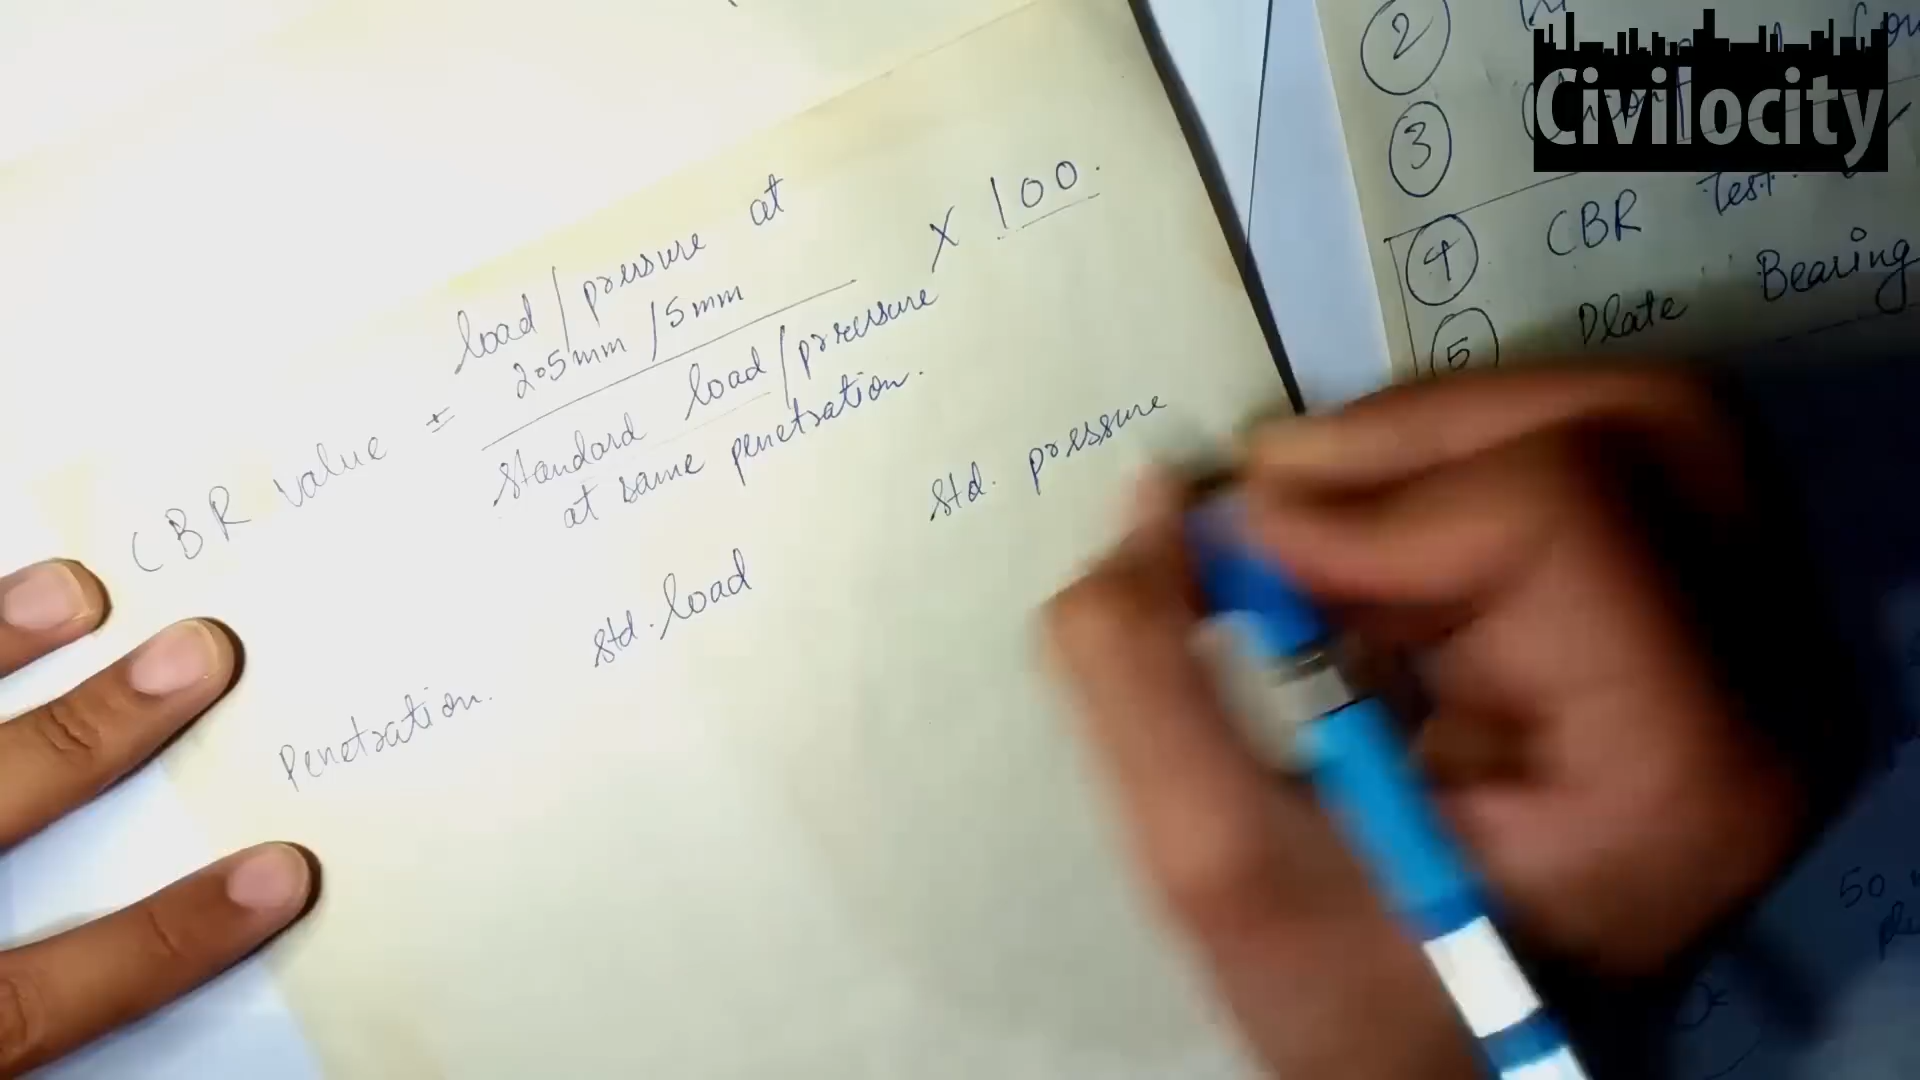 load/pressure at
2.5mm/5mm
CBR value = × 100.
standard load/pressure
at same penetration.
Penetration. std. load std. pressure
2
3
4 CBR Test.
5 Plate Bearing
50
Civilocity